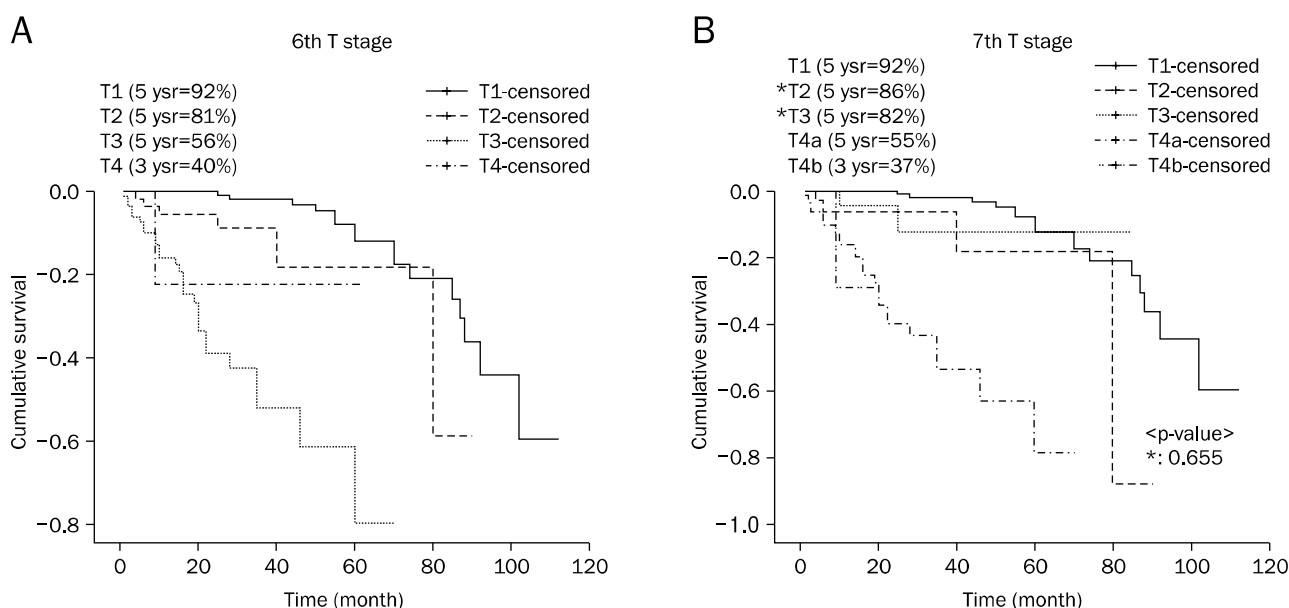 A
6th T stage
T1 (5 ysr=92%)
T2 (5 ysr=81%)
T3 (5 ysr=56%)
T4 (3 ysr=40%)
T1-censored
T2-censored
T3-censored
T4-censored
Cumulative survival
0.0
−0.2
−0.4
−0.6
−0.8
0
20
40
60
80
100
120
Time (month)
B
7th T stage
T1 (5 ysr=92%)
*T2 (5 ysr=86%)
*T3 (5 ysr=82%)
T4a (5 ysr=55%)
T4b (3 ysr=37%)
T1-censored
T2-censored
T3-censored
T4a-censored
T4b-censored
Cumulative survival
0.0
−0.2
−0.4
−0.6
−0.8
−1.0
<p-value>
*: 0.655
0
20
40
60
80
100
120
Time (month)